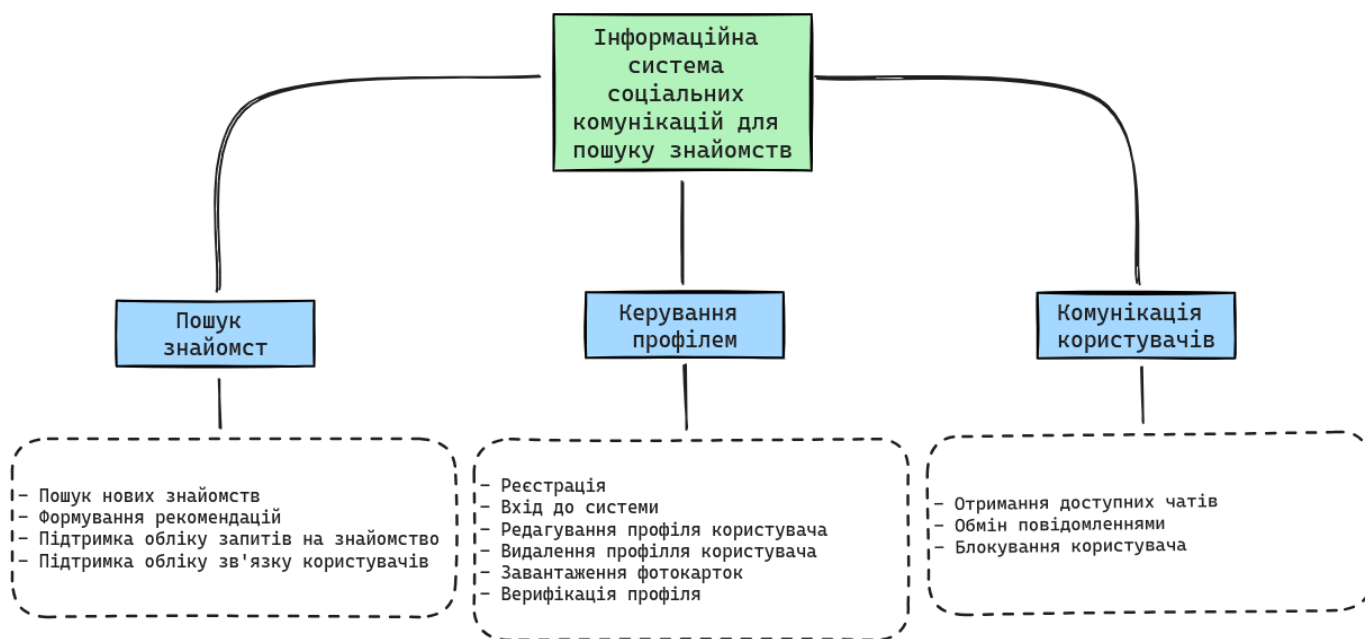 Інформаційна
система
соціальних
комунікацій для
пошуку знайомств
Пошук
знайомст
Керування
профілем
Комунікація
користувачів
– Пошук нових знайомств
– Формування рекомендацій
– Підтримка обліку запитів на знайомство
– Підтримка обліку зв'язку користувачів
– Реєстрація
– Вхід до системи
– Редагування профіля користувача
– Видалення профілля користувача
– Завантаження фотокарток
– Верифікація профіля
– Отримання доступних чатів
– Обмін повідомленнями
– Блокування користувача